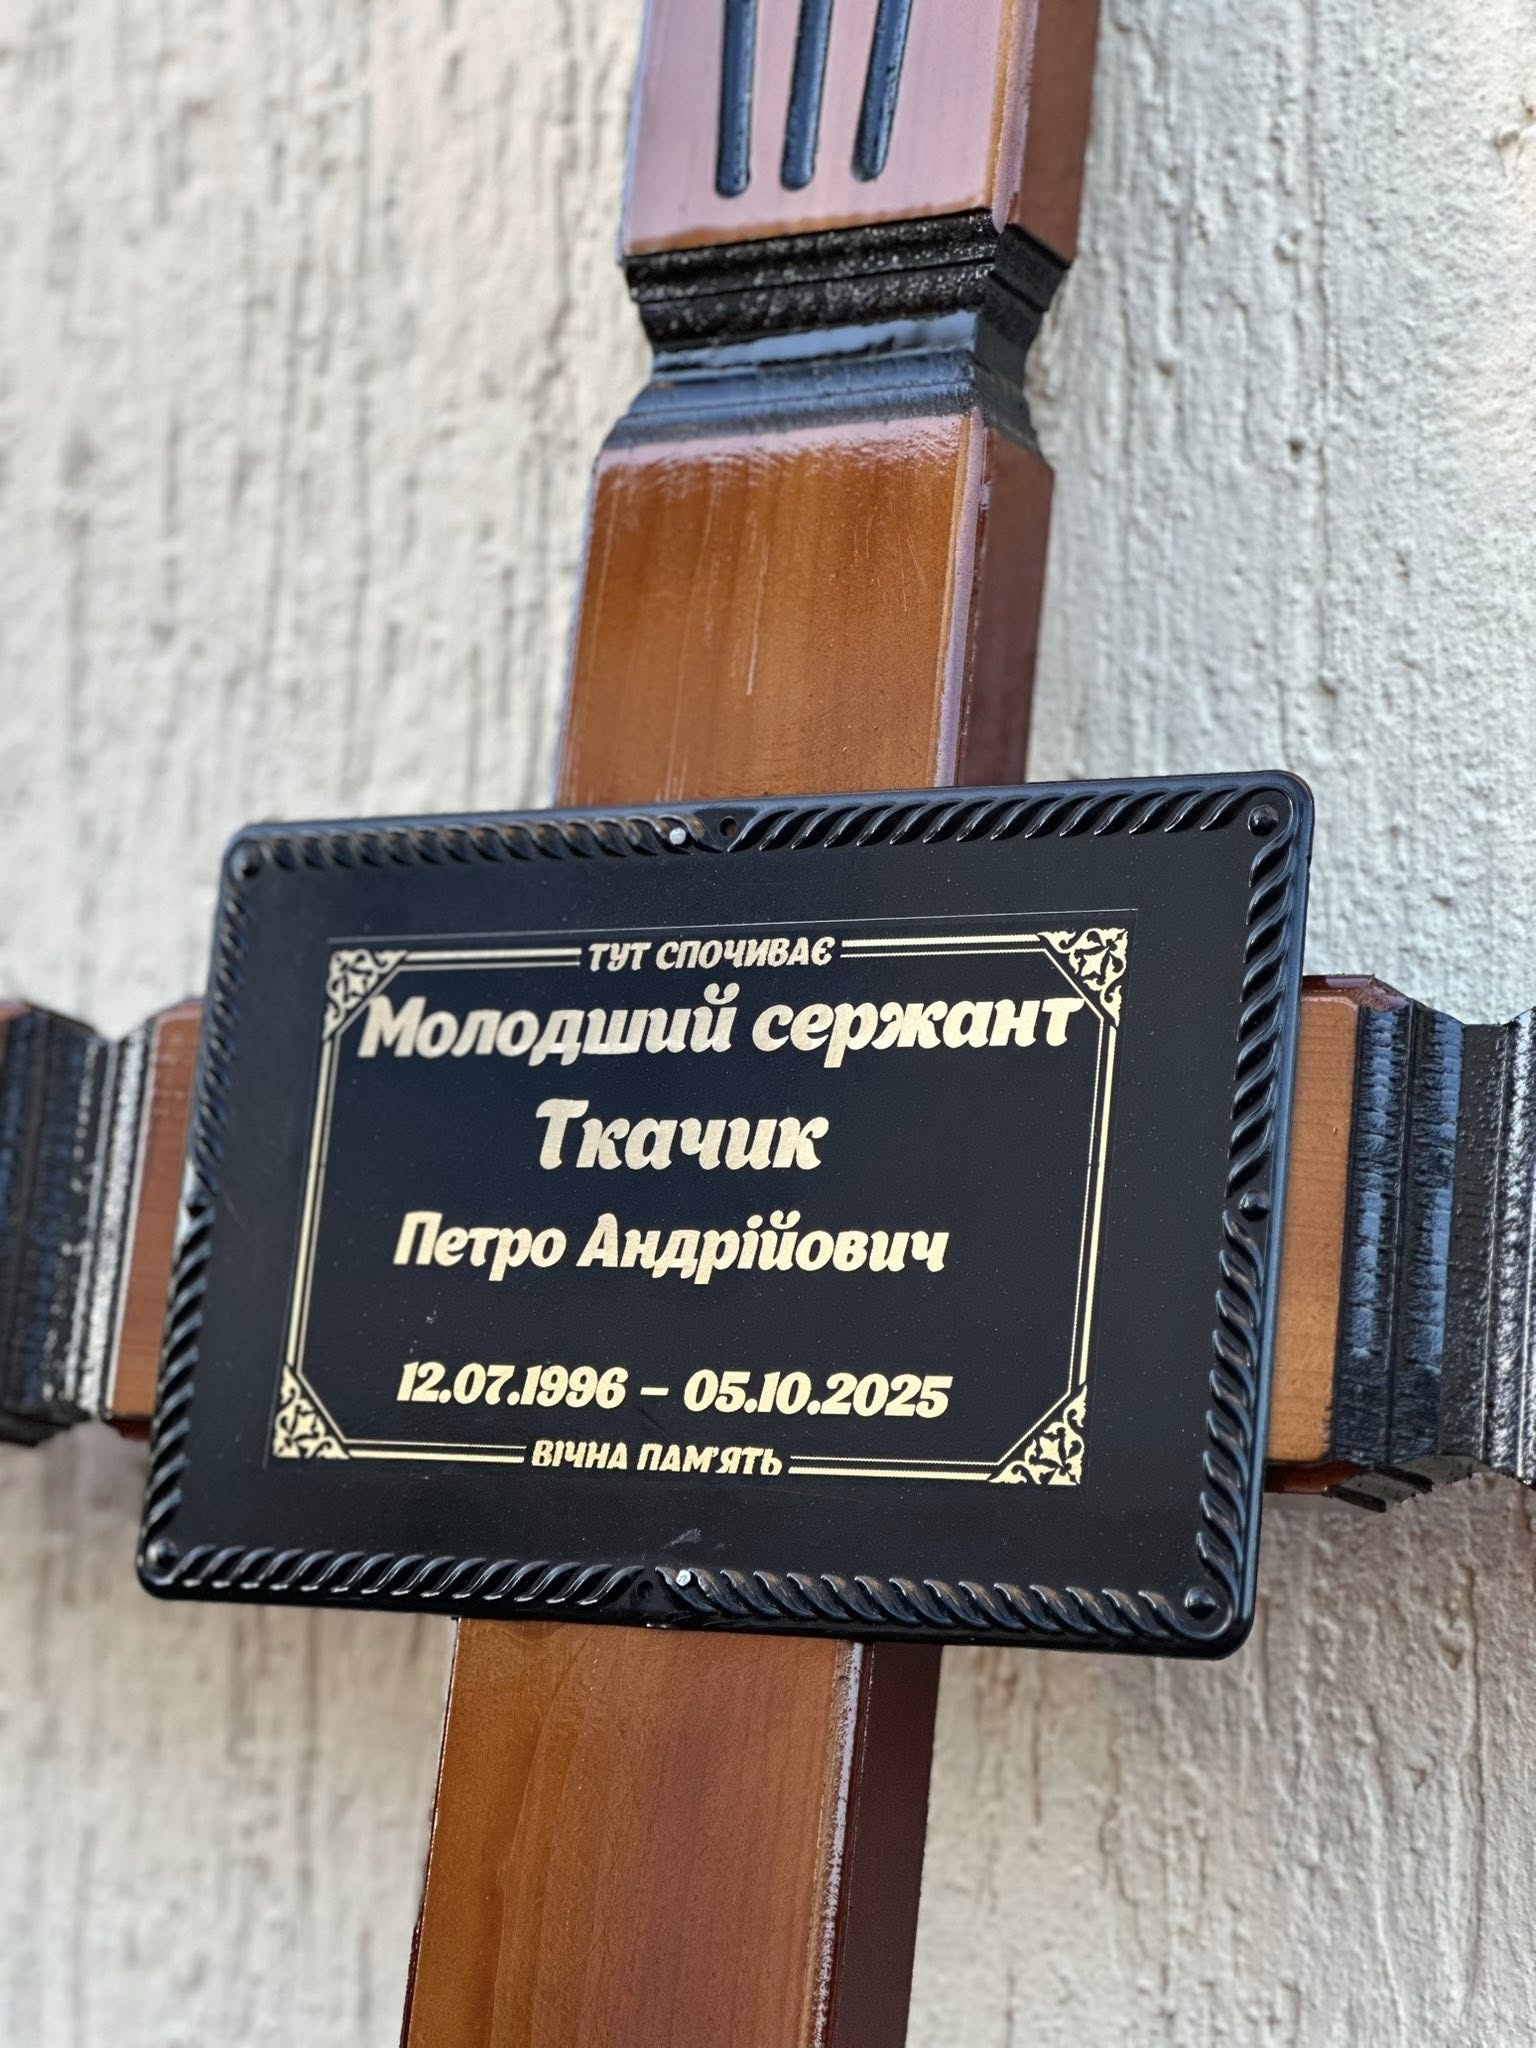 ТУТ СПОЧИВАЄ
Молодший сержант
Ткачик
Петро Андрійович
12.07.1996 – 05.10.2025
ВІЧНА ПАМ'ЯТЬ